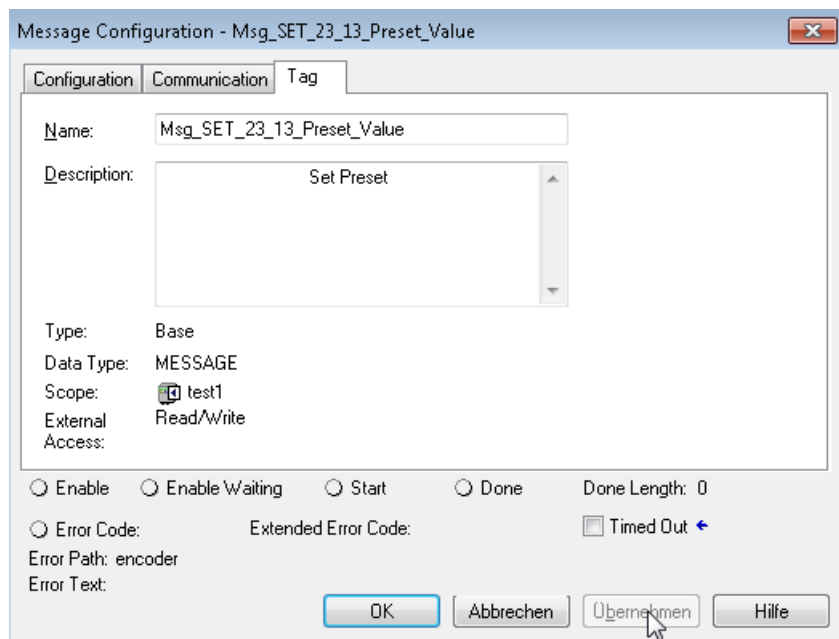 Message Configuration - Msg_SET_23_13_Preset_Value
Configuration Communication Tag
Name: Msg_SET_23_13_Preset_Value
Description: Set Preset
Type: Base
Data Type: MESSAGE
Scope: test1
External Access: Read/Write
Enable Enable Waiting Start Done Done Length: 0
Error Code: Extended Error Code: Timed Out
Error Path: encoder
Error Text:
OK Abbrechen Übernehmen Hilfe